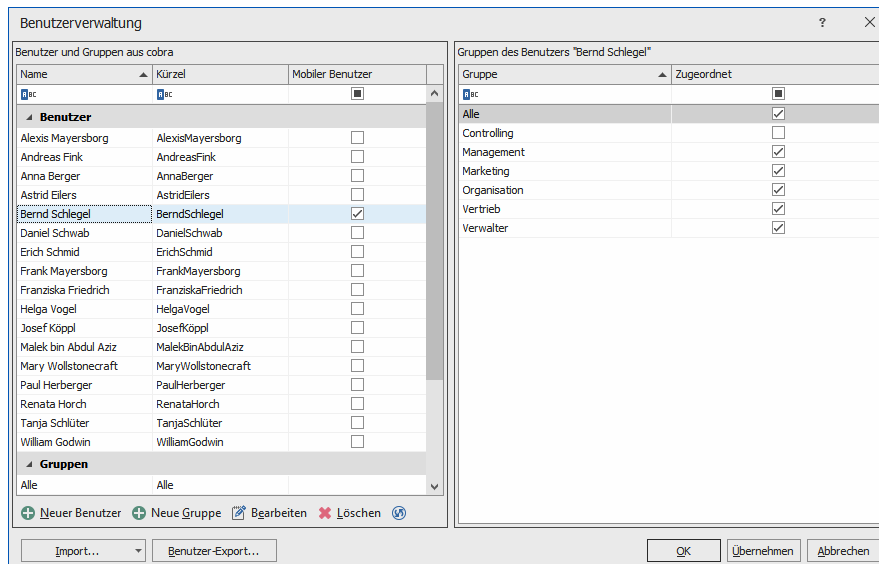 Benutzerverwaltung ?
Benutzer und Gruppen aus cobra
Name Kürzel Mobiler Benutzer
ABC ABC
Benutzer
Alexis Mayersborg AlexisMayersborg
Andreas Fink AndreasFink
Anna Berger AnnaBerger
Astrid Eilers AstridEilers
Bernd Schlegel BerndSchlegel
Daniel Schwab DanielSchwab
Erich Schmid ErichSchmid
Frank Mayersborg FrankMayersborg
Franziska Friedrich FranziskaFriedrich
Helga Vogel HelgaVogel
Josef Köppl JosefKöppl
Malek bin Abdul Aziz MalekBinAbdulAziz
Mary Wollstonecraft MaryWollstonecraft
Paul Herberger PaulHerberger
Renata Horch RenataHorch
Tanja Schlüter TanjaSchlüter
William Godwin WilliamGodwin
Gruppen
Alle Alle
Neuer Benutzer Neue Gruppe Bearbeiten Löschen
Gruppen des Benutzers "Bernd Schlegel"
Gruppe Zugeordnet
ABC
Alle
Controlling
Management
Marketing
Organisation
Vertrieb
Verwalter
Import... Benutzer-Export... OK Übernehmen Abbrechen